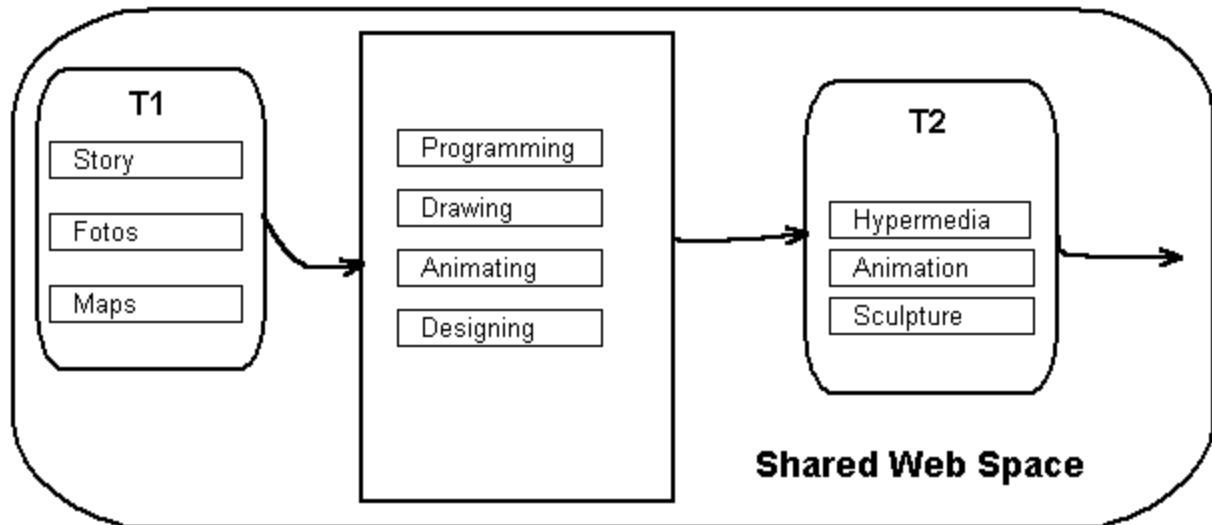 T1
Story
Fotos
Maps
Programming
Drawing
Animating
Designing
T2
Hypermedia
Animation
Sculpture
Shared Web Space